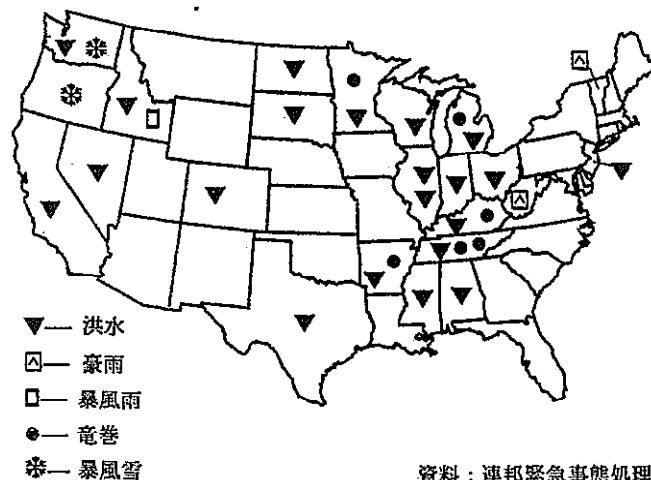 洪水
豪雨
暴風雨
竜巻
暴風雪
資料：連邦緊急事態処理